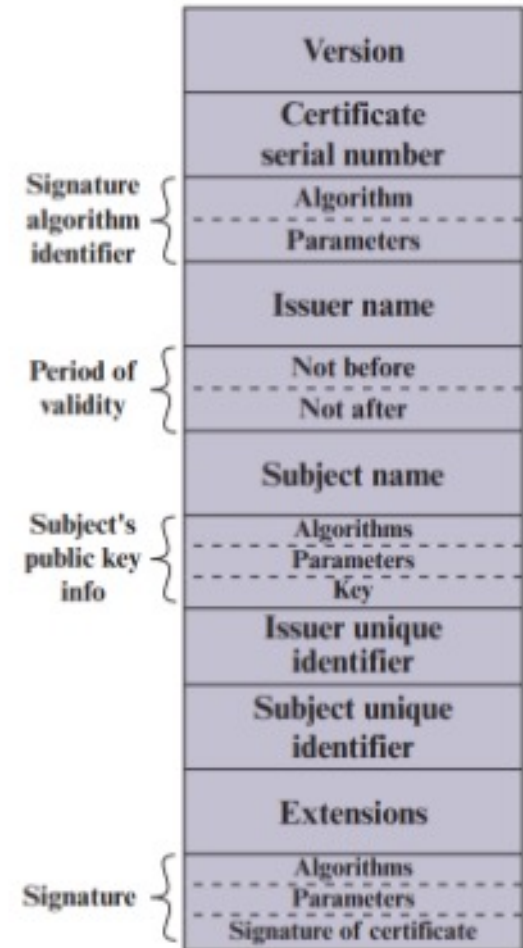 Version
Certificate
serial number
Signature
algorithm
identifier
Algorithm
Parameters
Issuer name
Period of
validity
Not before
Not after
Subject name
Subject's
public key
info
Algorithms
Parameters
Key
Issuer unique
identifier
Subject unique
identifier
Extensions
Signature
Algorithms
Parameters
Signature of certificate